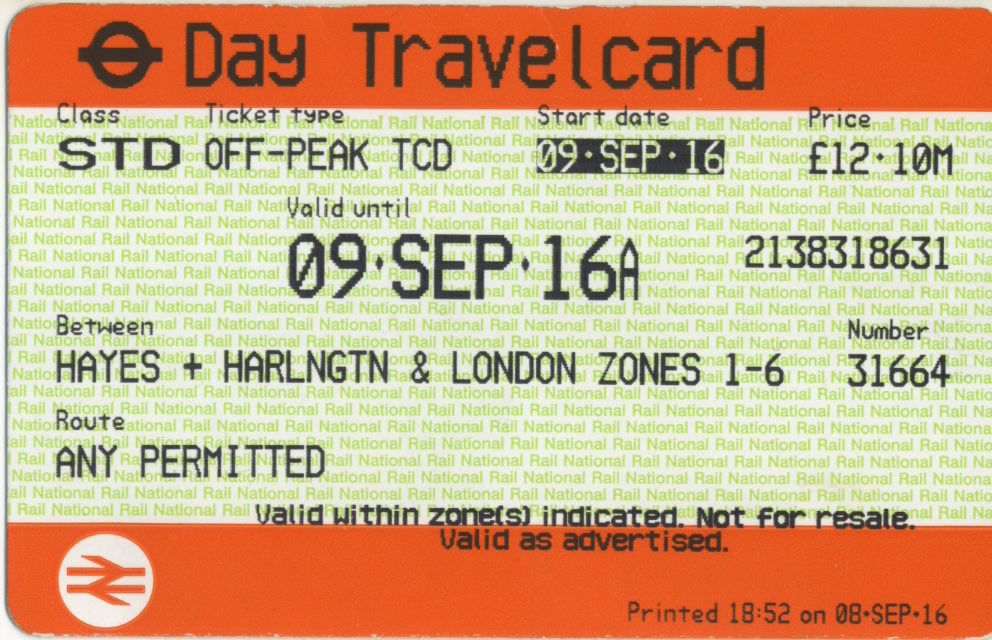 Day Travelcard
Class Ticket type Start date Price
STD OFF-PEAK TCD 09·SEP·16 £12·10M
Valid until
09·SEP·16A 2138318631
Between Number
HAYES + HARLNGTN & LONDON ZONES 1-6 31664
Route
ANY PERMITTED
Valid within zone(s) indicated. Not for resale.
Valid as advertised.
Printed 18:52 on 08·SEP·16